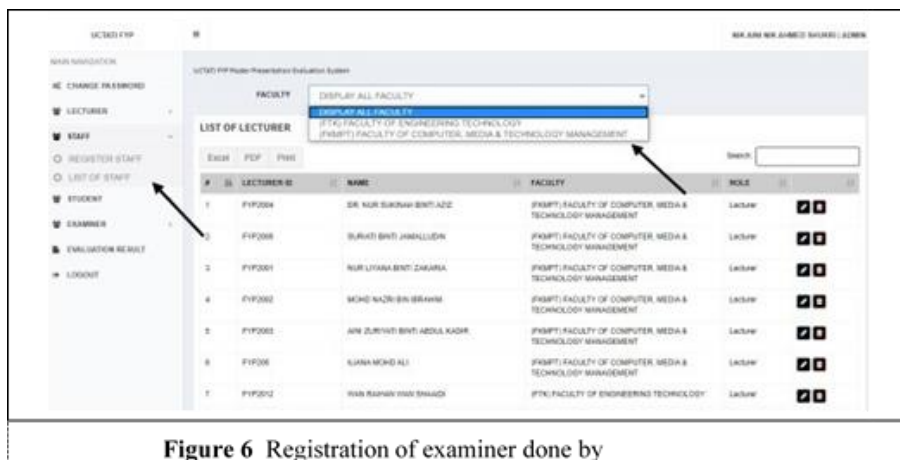 UCTATI FYP
NIK AINI NIK AHMED SHUKRI | ADMIN
MAIN NAVIGATION
CHANGE PASSWORD
LECTURER
STAFF
REGISTER STAFF
LIST OF STAFF
STUDENT
EXAMINER
EVALUATION RESULT
LOGOUT
UCTATI FYP Poster Presentation Evaluation System
FACULTY DISPLAY ALL FACULTY
DISPLAY ALL FACULTY
(FTK) FACULTY OF ENGINEERING TECHNOLOGY
(FKMPT) FACULTY OF COMPUTER, MEDIA & TECHNOLOGY MANAGEMENT
LIST OF LECTURER
Excel PDF Print
Search:
# LECTURER ID NAME FACULTY ROLE
1 FYP2004 DR. NUR SUKINAH BINTI AZIZ (FKMPT) FACULTY OF COMPUTER, MEDIA &
TECHNOLOGY MANAGEMENT Lecturer
2 SURIATI BINTI JAMALLUDIN (FKMPT) FACULTY OF COMPUTER, MEDIA &
TECHNOLOGY MANAGEMENT Lecturer
3 FYP2001 NUR LIYANA BINTI ZAKARIA (FKMPT) FACULTY OF COMPUTER, MEDIA &
TECHNOLOGY MANAGEMENT Lecturer
4 FYP2002 MOHD NAZRI BIN IBRAHIM (FKMPT) FACULTY OF COMPUTER, MEDIA &
TECHNOLOGY MANAGEMENT Lecturer
5 FYP2003 AINI ZURIYATI BINTI ABDUL KADIR (FKMPT) FACULTY OF COMPUTER, MEDIA &
TECHNOLOGY MANAGEMENT Lecturer
6 ILIANA MOHD ALI (FKMPT) FACULTY OF COMPUTER, MEDIA &
TECHNOLOGY MANAGEMENT Lecturer
7 FYP2012 WAN RAIHAN WAN (FTK) FACULTY OF ENGINEERING TECHNOLOGY Lecturer
Figure 6 Registration of examiner done by